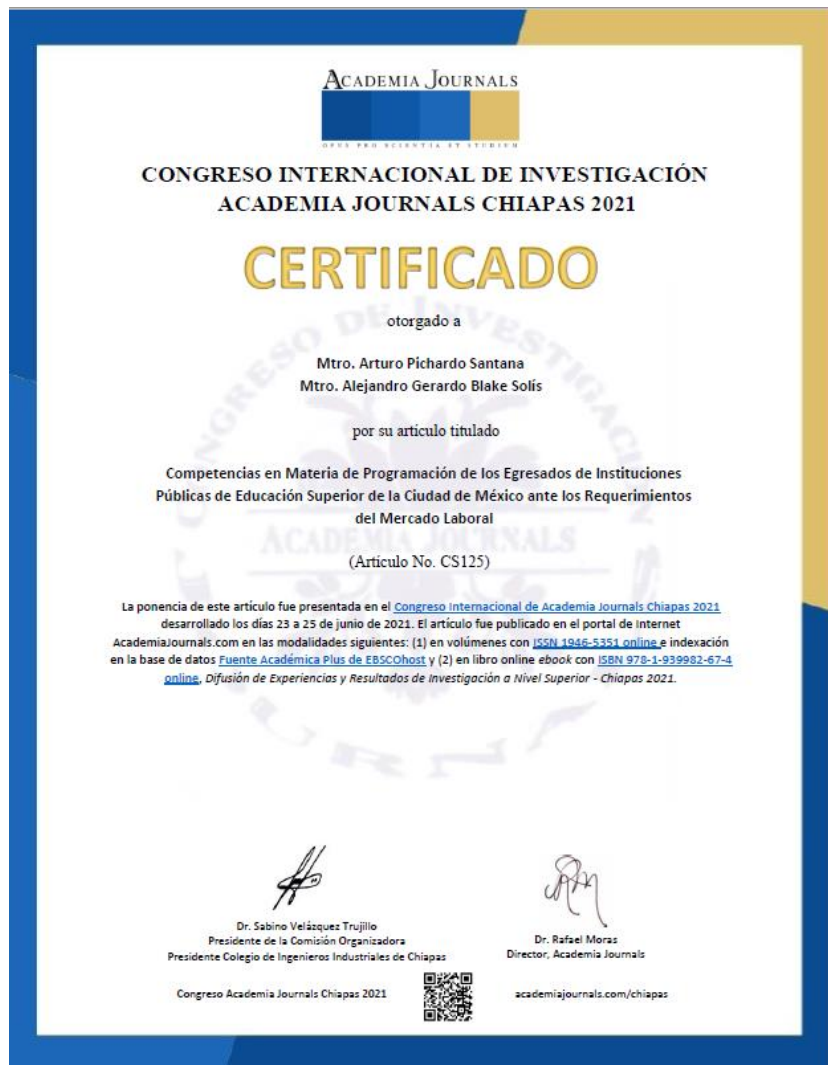 ACADEMIA JOURNALS
OPUS PRO SCIENTIA ET STUDIUM
CONGRESO INTERNACIONAL DE INVESTIGACIÓN
ACADEMIA JOURNALS CHIAPAS 2021
CERTIFICADO
otorgado a
Mtro. Arturo Pichardo Santana
Mtro. Alejandro Gerardo Blake Solís
por su artículo titulado
Competencias en Materia de Programación de los Egresados de Instituciones
Públicas de Educación Superior de la Ciudad de México ante los Requerimientos
del Mercado Laboral
ACADEMIA JOURNALS
(Artículo No. CS125)
La ponencia de este artículo fue presentada en el Congreso Internacional de Academia Journals Chiapas 2021
desarrollado los días 23 a 25 de junio de 2021. El artículo fue publicado en el portal de Internet
AcademiaJournals.com en las modalidades siguientes: (1) en volúmenes con ISSN 1946-5351 online e indexación
en la base de datos Fuente Académica Plus de EBSCOhost y (2) en libro online ebook con ISBN 978-1-939982-67-4
online, Difusión de Experiencias y Resultados de Investigación a Nivel Superior - Chiapas 2021.
Dr. Sabino Velázquez Trujillo
Presidente de la Comisión Organizadora
Presidente Colegio de Ingenieros Industriales de Chiapas
Dr. Rafael Moras
Director, Academia Journals
Congreso Academia Journals Chiapas 2021
academiajournals.com/chiapas